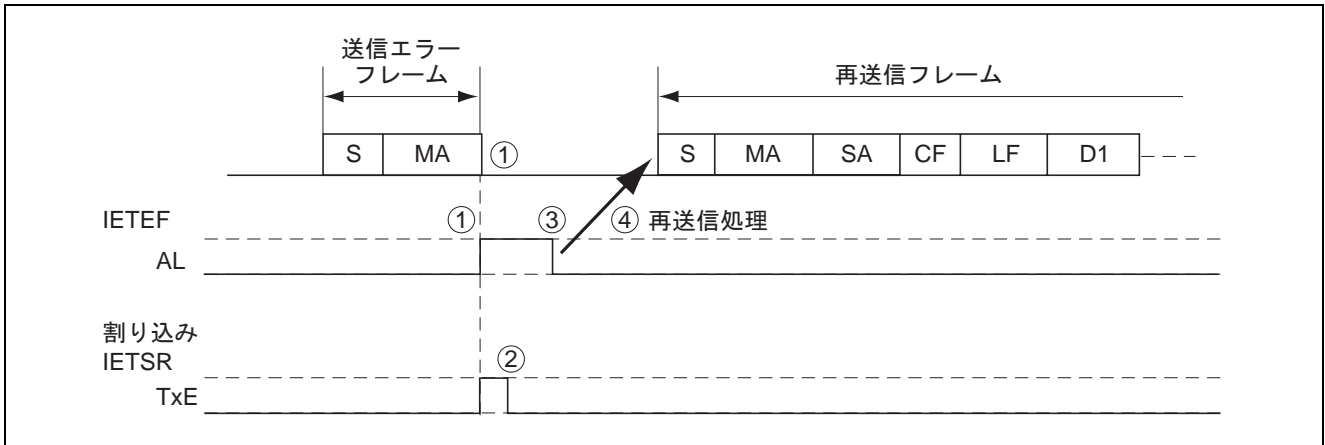 送信エラー
フレーム
再送信フレーム
S MA ① S MA SA CF LF D1
IETEF ① ③ ④ 再送信処理
AL
割り込み
IETSR ②
TxE